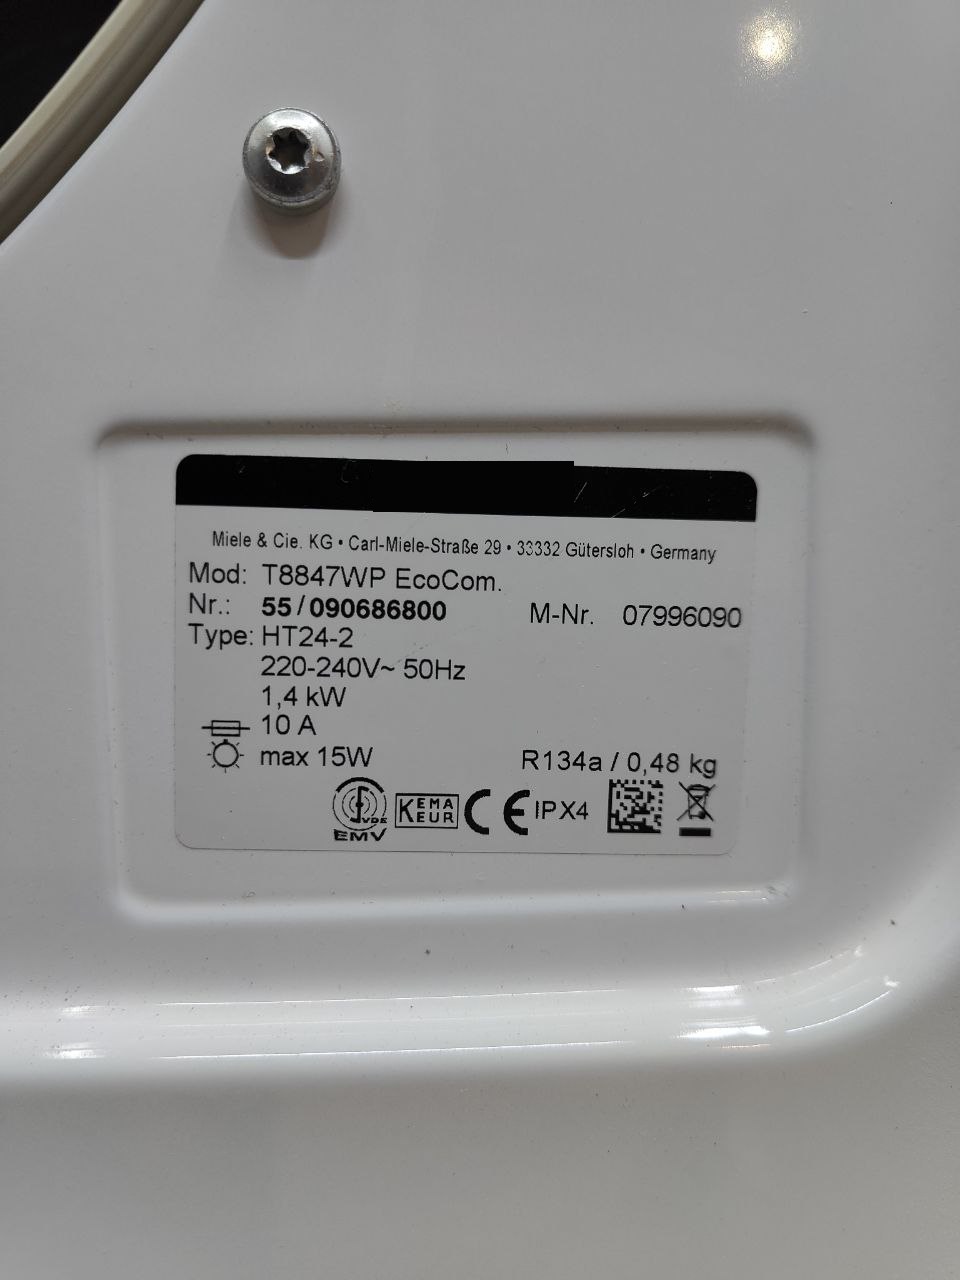 Miele & Cie. KG • Carl-Miele-Straße 29 • 33332 Gütersloh • Germany
Mod: T8847WP EcoCom.
Nr.: 55/090686800 M-Nr. 07996090
Type: HT24-2
220-240V~ 50Hz
1,4 kW
10 A
max 15W R134a / 0,48 kg
VDE
EMV
KEMA
KEUR
CE IPX4